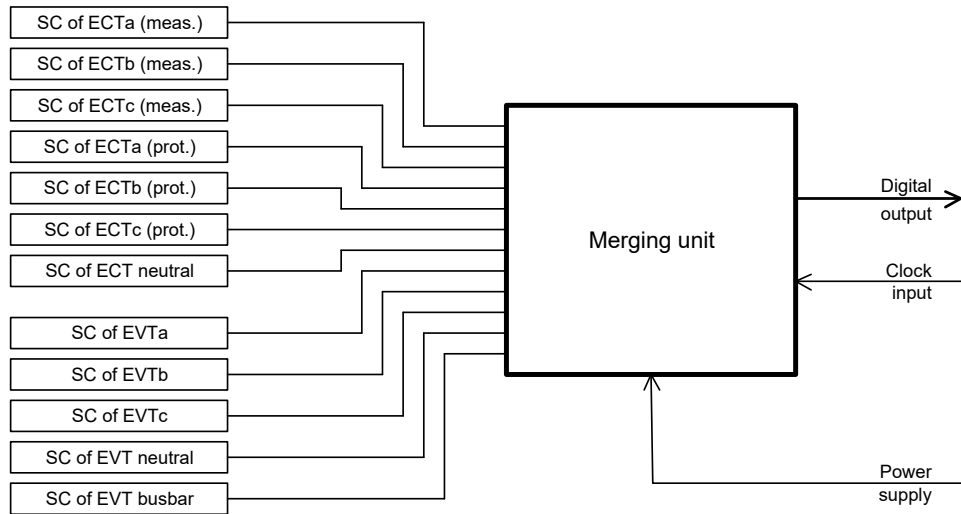 SC of ECTa (meas.)
SC of ECTb (meas.)
SC of ECTc (meas.)
SC of ECTa (prot.)
SC of ECTb (prot.)
SC of ECTc (prot.)
SC of ECT neutral
SC of EVTa
SC of EVTb
SC of EVTc
SC of EVT neutral
SC of EVT busbar
Merging unit
Digital
output
Clock
input
Power
supply